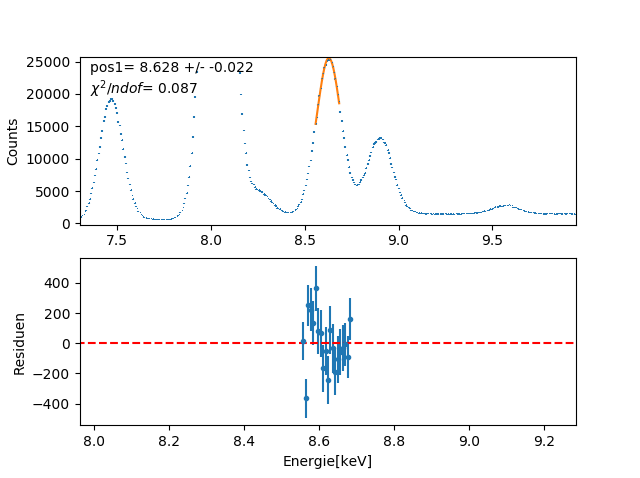 25000
20000
15000
10000
5000
0
Counts
pos1= 8.628 +/- -0.022
χ²/ndof= 0.087
7.5 8.0 8.5 9.0 9.5
400
200
0
−200
−400
Residuen
8.0 8.2 8.4 8.6 8.8 9.0 9.2
Energie[keV]